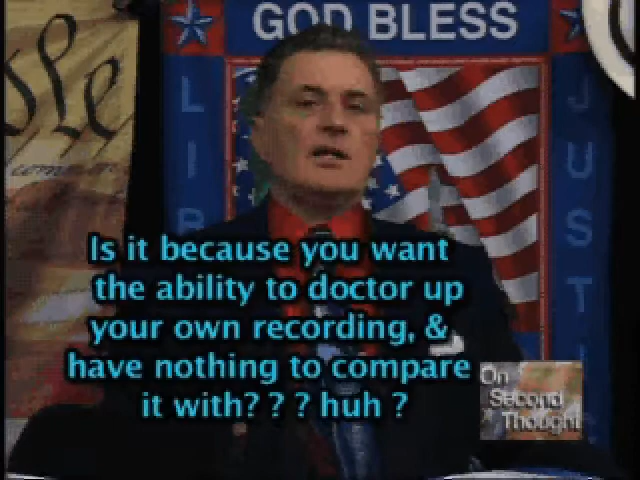 GOD BLESS
Is it because you want
the ability to doctor up
your own recording, &
have nothing to compare
it with? ? ? huh ?
On
Second
Thought